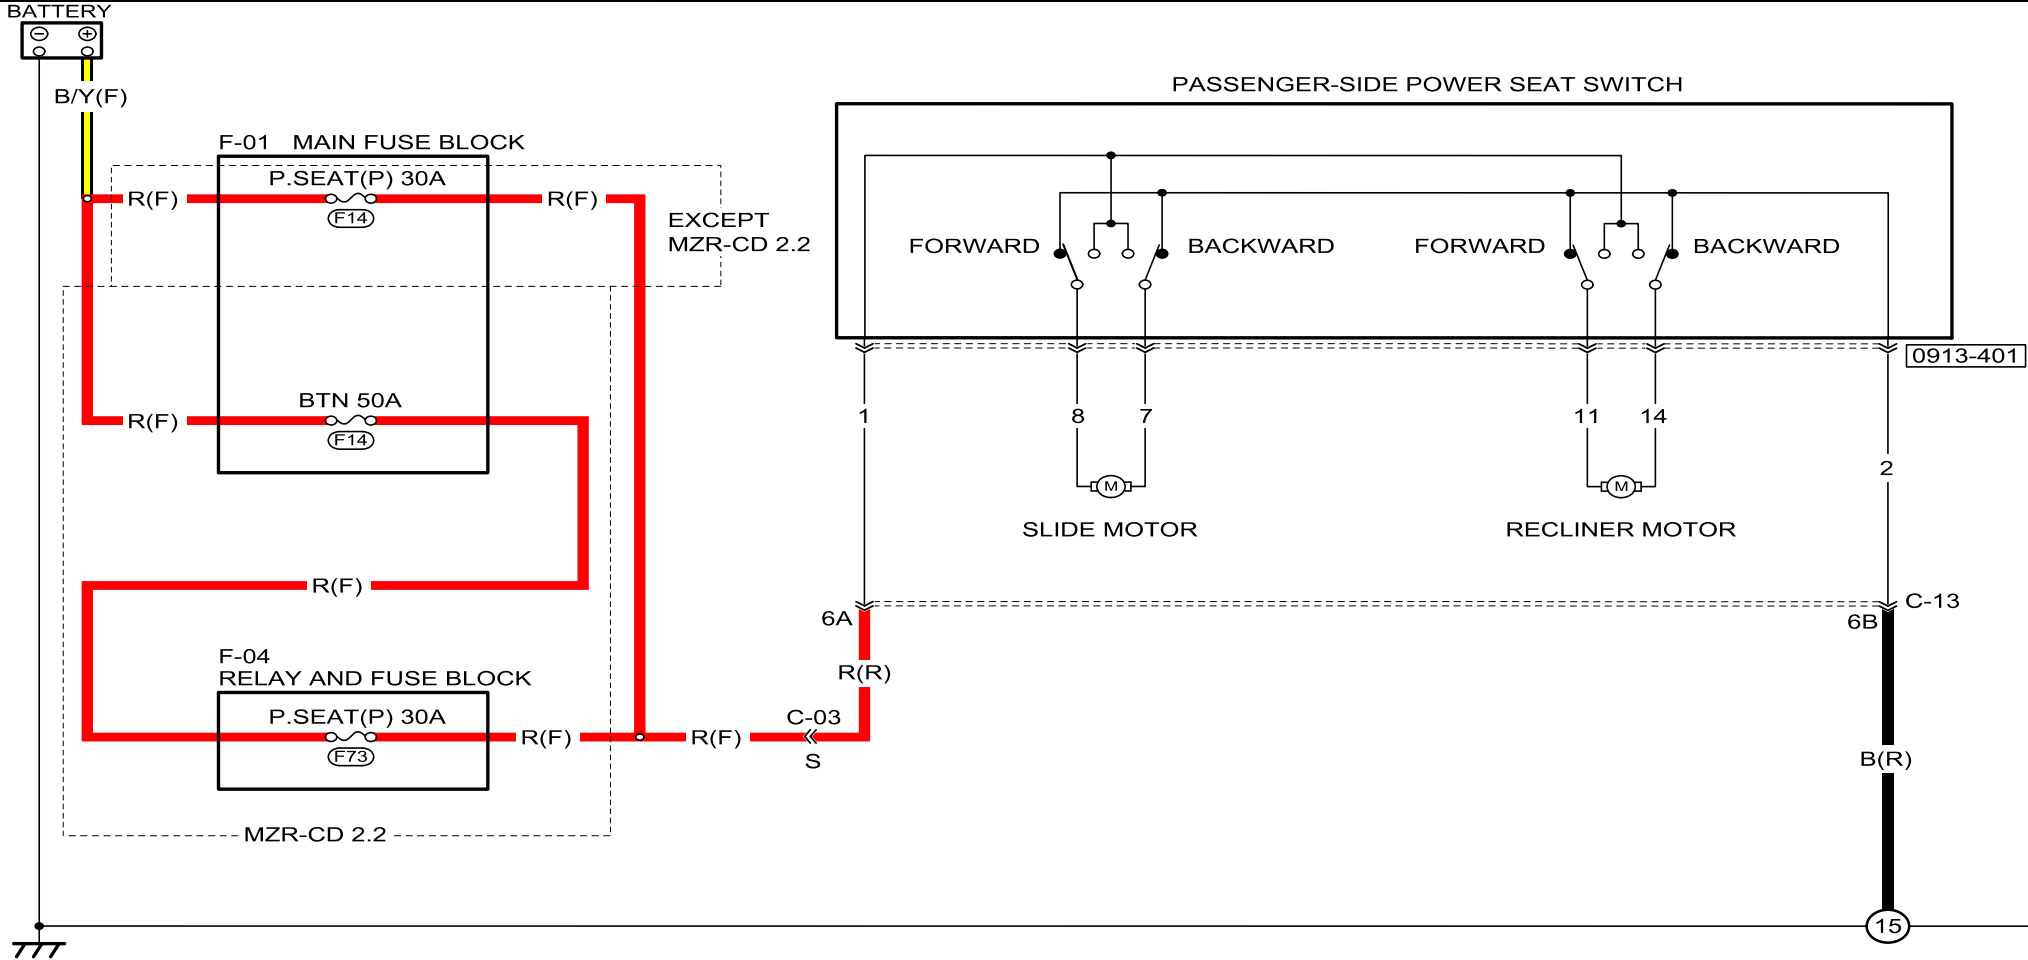 BATTERY
− +
B/Y(F)
PASSENGER-SIDE POWER SEAT SWITCH
F-01 MAIN FUSE BLOCK
P.SEAT(P) 30A
R(F)
R(F)
F14
EXCEPT
MZR-CD 2.2
FORWARD
BACKWARD
FORWARD
BACKWARD
0913-401
BTN 50A
R(F)
F14
1
8
7
11
14
2
M
M
SLIDE MOTOR
RECLINER MOTOR
R(F)
C-13
6A
6B
F-04
RELAY AND FUSE BLOCK
R(R)
P.SEAT(P) 30A
C-03
R(F)
R(F)
F73
S
B(R)
MZR-CD 2.2
15